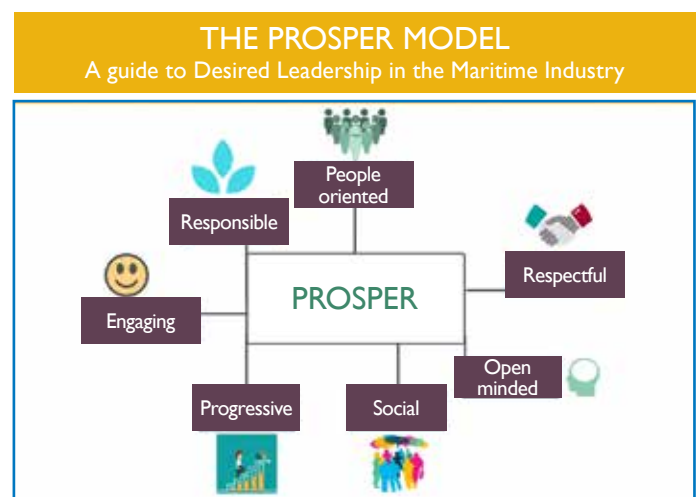 THE PROSPER MODEL
A guide to Desired Leadership in the Maritime Industry
People
oriented
Responsible
Respectful
PROSPER
Engaging
Open
minded
Progressive
Social